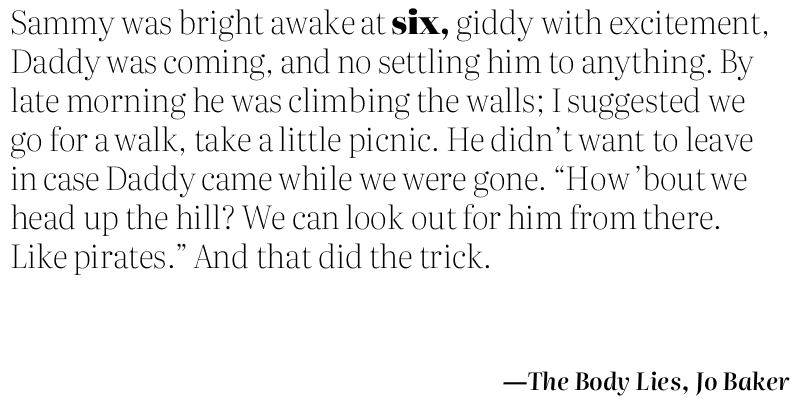 Sammy was bright awake at six, giddy with excitement,
Daddy was coming, and no settling him to anything. By
late morning he was climbing the walls; I suggested we
go for a walk, take a little picnic. He didn’t want to leave
in case Daddy came while we were gone. “How ’bout we
head up the hill? We can look out for him from there.
Like pirates.” And that did the trick.
—The Body Lies, Jo Baker